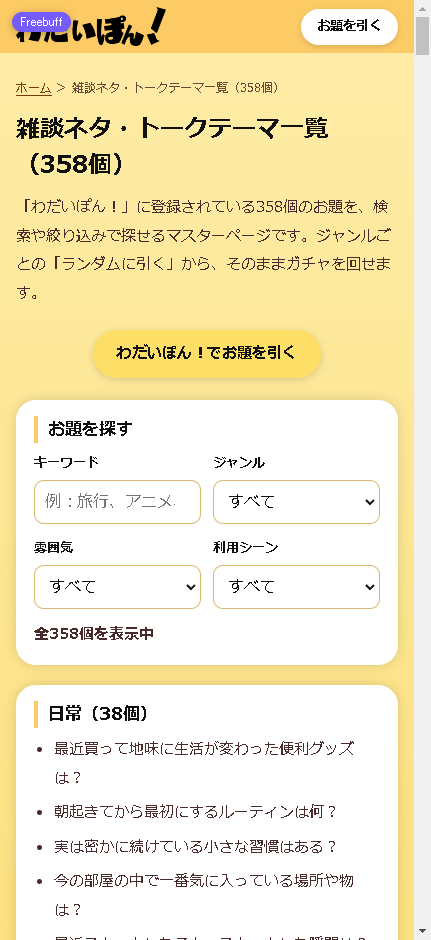 Freebuff
わだいぽん！
お題を引く
ホーム ＞ 雑談ネタ・トークテーマ一覧（358個）
雑談ネタ・トークテーマ一覧
（358個）
「わだいぽん！」に登録されている358個のお題を、検
索や絞り込みで探せるマスターページです。ジャンルご
との「ランダムに引く」から、そのままガチャを回せま
す。
わだいぽん！でお題を引く
お題を探す
キーワード ジャンル
例：旅行、アニメ すべて
雰囲気 利用シーン
すべて すべて
全358個を表示中
日常（38個）
最近買って地味に生活が変わった便利グッズ
は？
朝起きてから最初にするルーティンは何？
実は密かに続けている小さな習慣はある？
今の部屋の中で一番気に入っている場所や物
は？